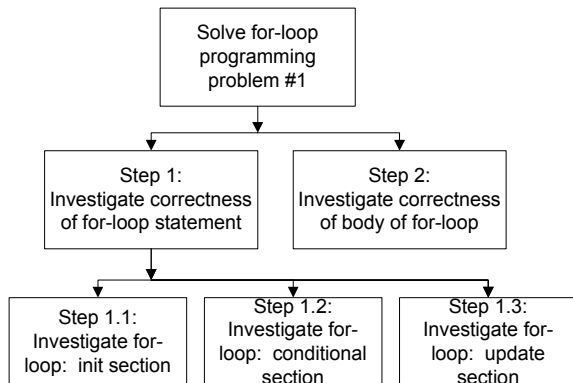 Solve for-loop
programming
problem #1
Step 1:
Investigate correctness
of for-loop statement
Step 2:
Investigate correctness
of body of for-loop
Step 1.1:
Investigate for-
loop: init section
Step 1.2:
Investigate for-
loop: conditional
section
Step 1.3:
Investigate for-
loop: update
section